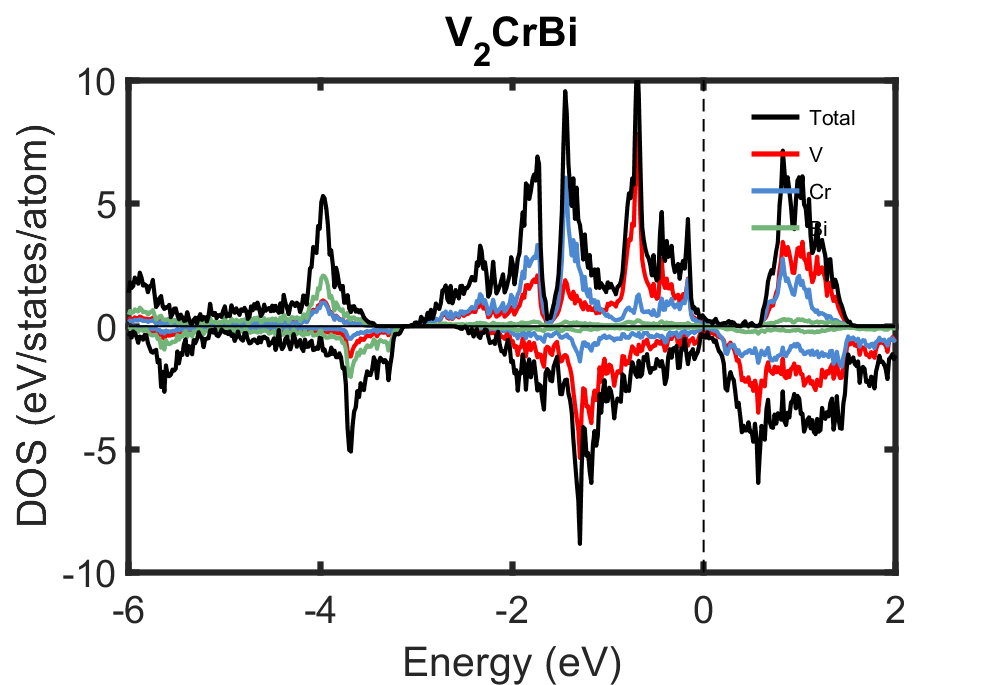 V2CrBi
10
5
0
-5
-10
DOS (eV/states/atom)
Total
V
Cr
Bi
-6
-4
-2
0
2
Energy (eV)